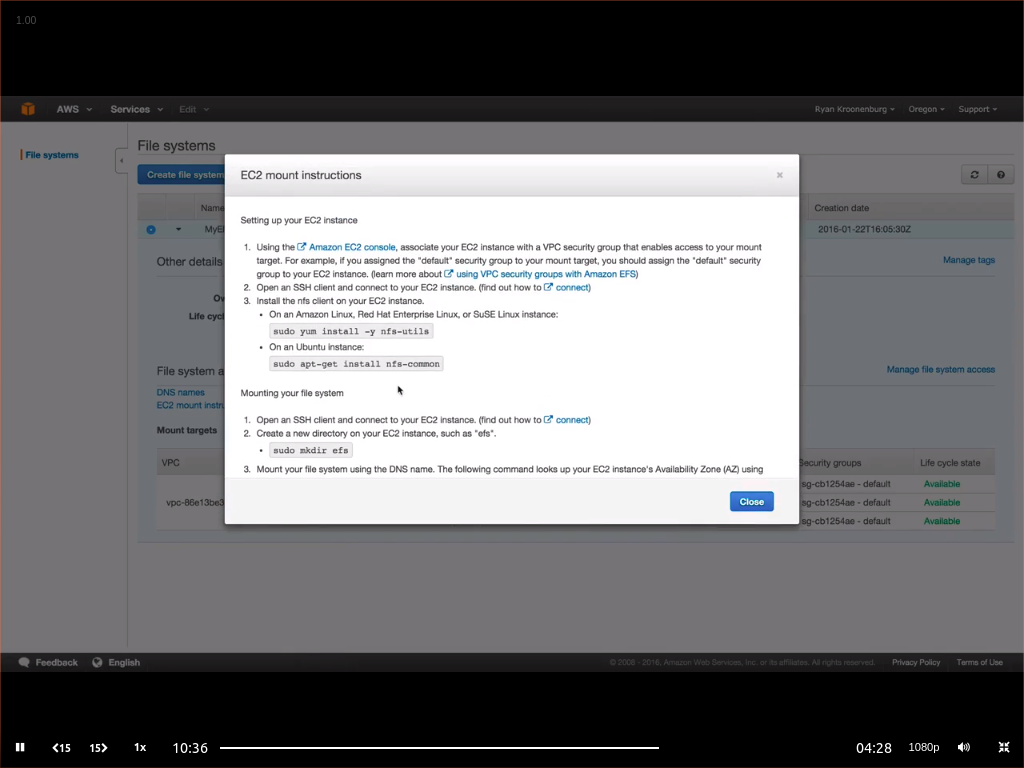 1.00
AWS Services Edit Ryan Kroonenburg Oregon Support
File systems
File systems
Create file system
EC2 mount instructions
×
Name
Creation date
MyEF
2016-01-22T16:05:30Z
Setting up your EC2 instance
1. Using the Amazon EC2 console, associate your EC2 instance with a VPC security group that enables access to your mount
target. For example, if you assigned the "default" security group to your mount target, you should assign the "default" security
group to your EC2 instance. (learn more about using VPC security groups with Amazon EFS)
2. Open an SSH client and connect to your EC2 instance. (find out how to connect)
3. Install the nfs client on your EC2 instance.
• On an Amazon Linux, Red Hat Enterprise Linux, or SuSE Linux instance:
sudo yum install -y nfs-utils
• On an Ubuntu instance:
sudo apt-get install nfs-common
Mounting your file system
1. Open an SSH client and connect to your EC2 instance. (find out how to connect)
2. Create a new directory on your EC2 instance, such as "efs".
• sudo mkdir efs
3. Mount your file system using the DNS name. The following command looks up your EC2 instance's Availability Zone (AZ) using
Close
Other details
Manage tags
Ow
Life cycl
File system a
Manage file system access
DNS names
EC2 mount instru
Mount targets
VPC
Security groups Life cycle state
sg-cb1254ae - default Available
vpc-86e13be3
sg-cb1254ae - default Available
sg-cb1254ae - default Available
Feedback English
© 2008 - 2016, Amazon Web Services, Inc. or its affiliates. All rights reserved. Privacy Policy Terms of Use
15 15 1x 10:36 04:28 1080p